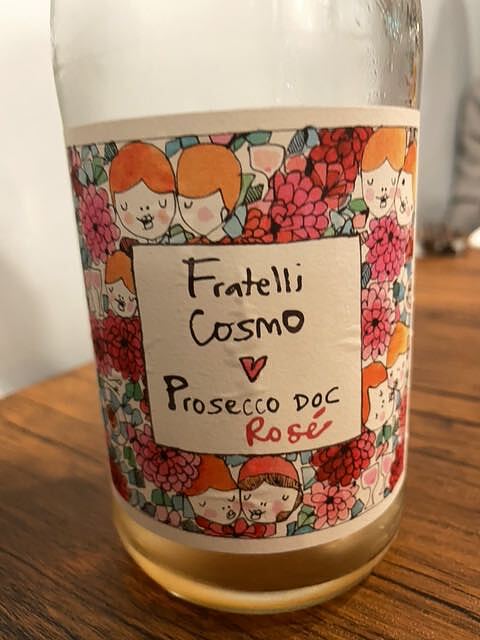 Fratelli
Cosmo
Prosecco DOC
Rosé